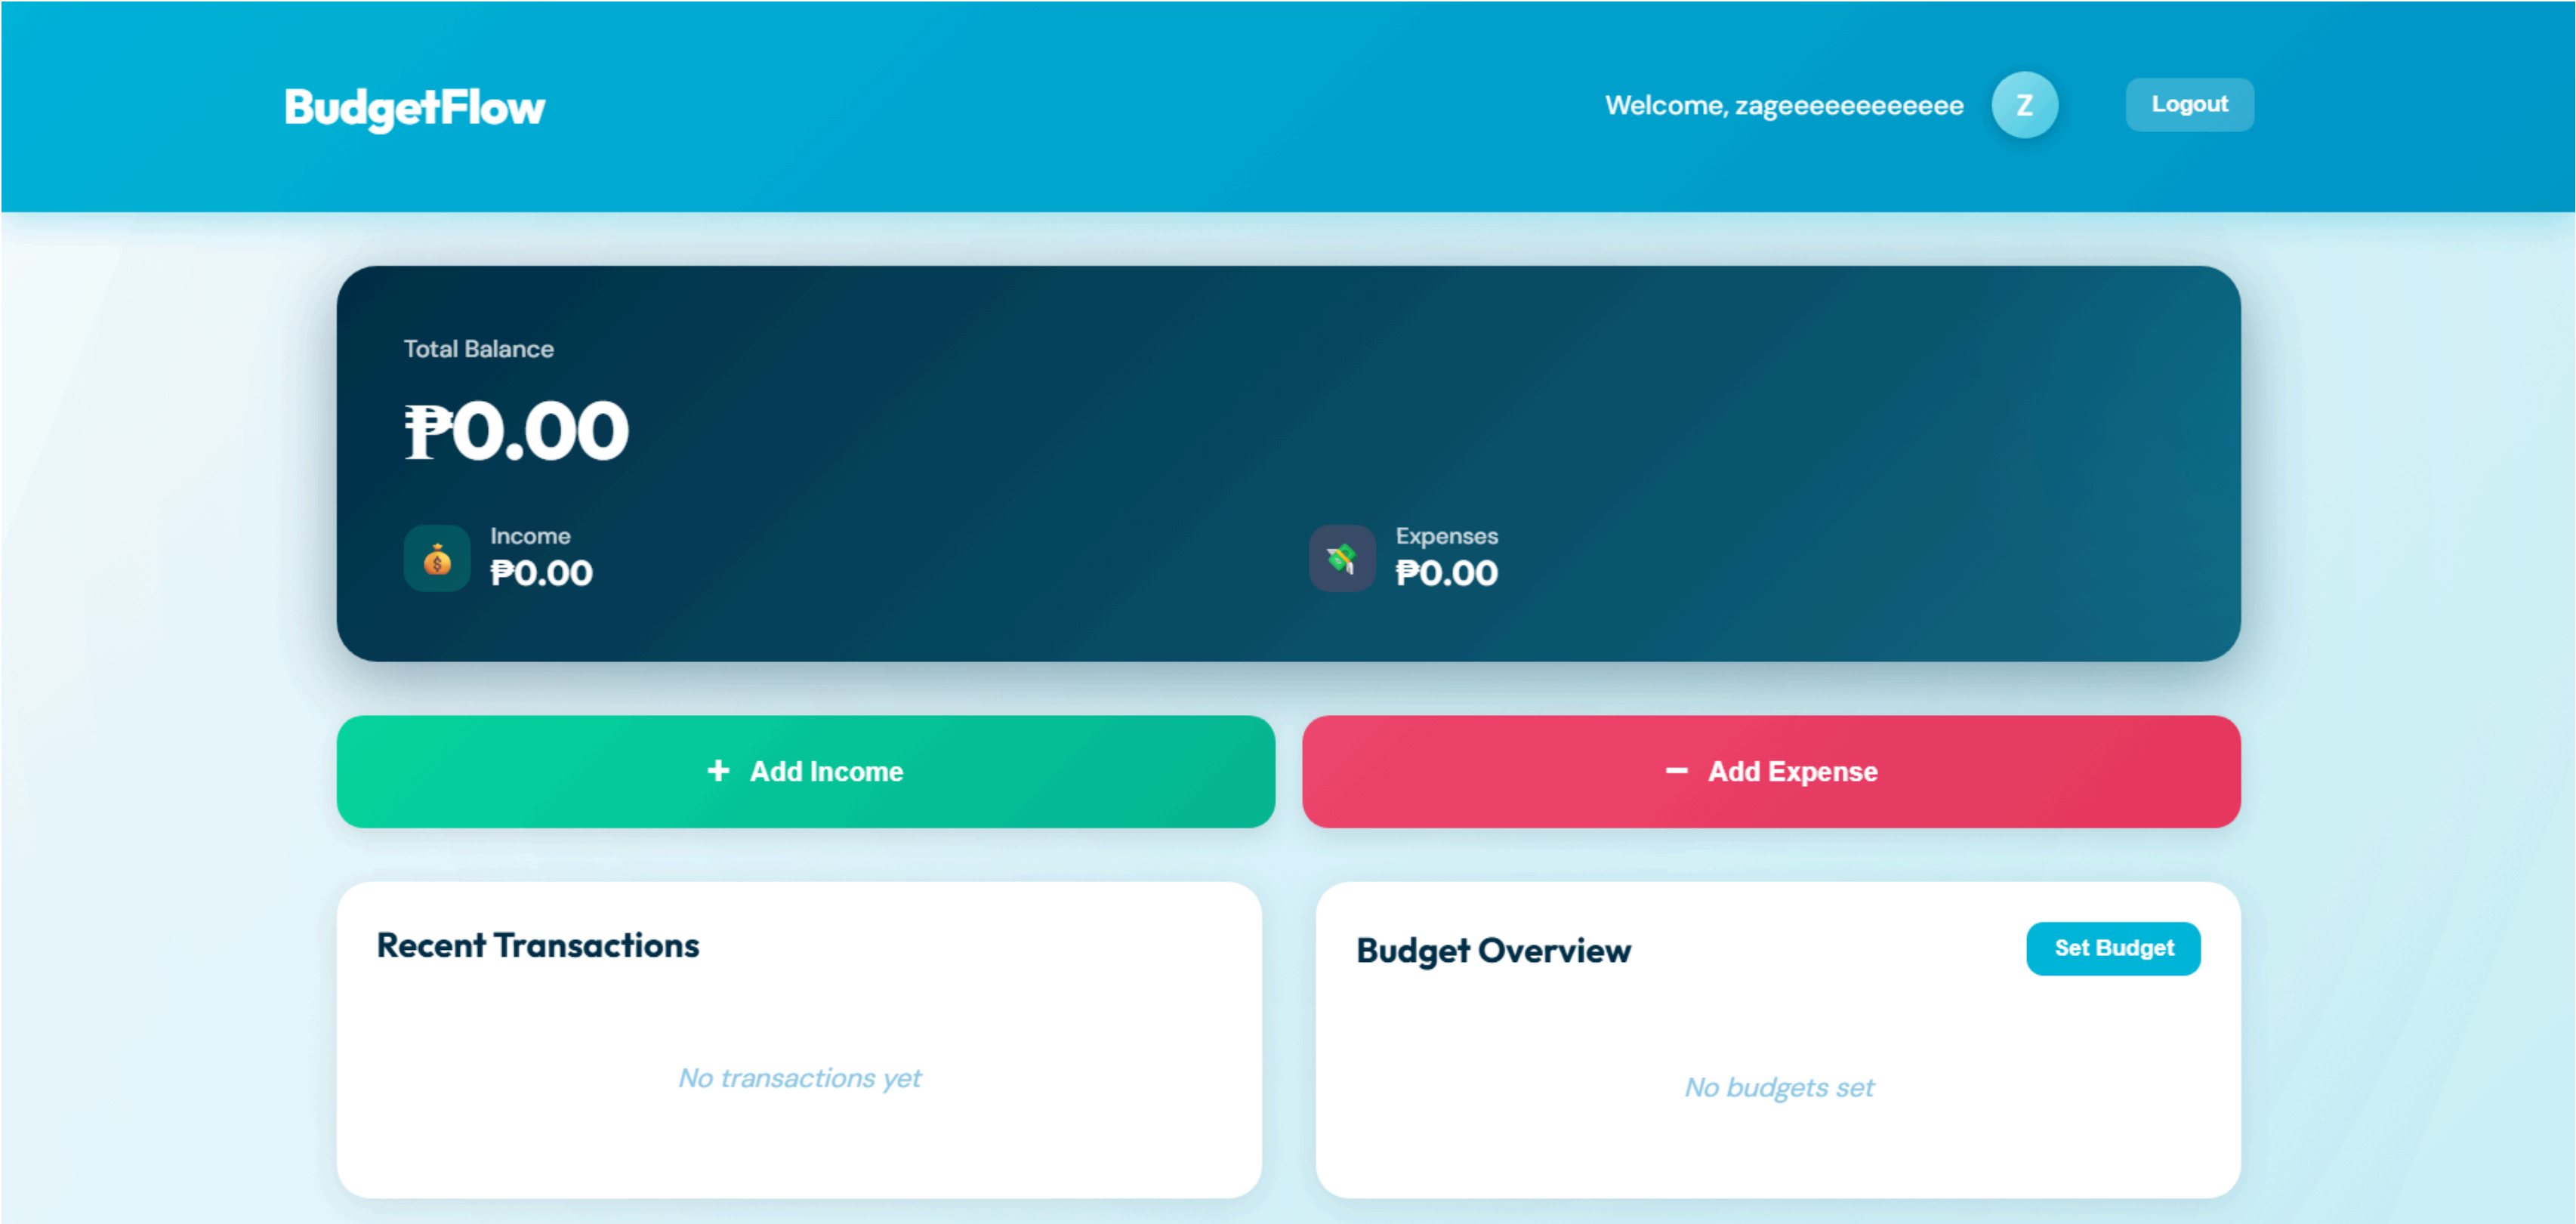 BudgetFlow
Welcome, zageeeeeeeeeeee
Z
Logout
Total Balance
₱0.00
Income
₱0.00
Expenses
₱0.00
+ Add Income
− Add Expense
Recent Transactions
No transactions yet
Budget Overview
Set Budget
No budgets set